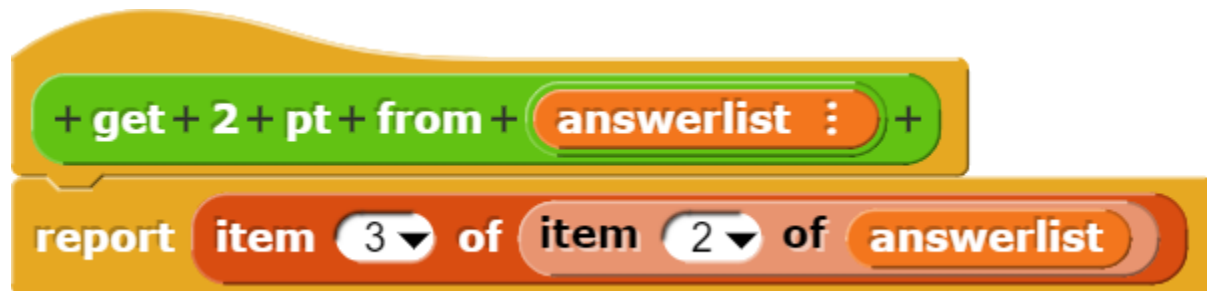 + get + 2 + pt + from + answerlist ⋮ +
report item 3 of item 2 of answerlist